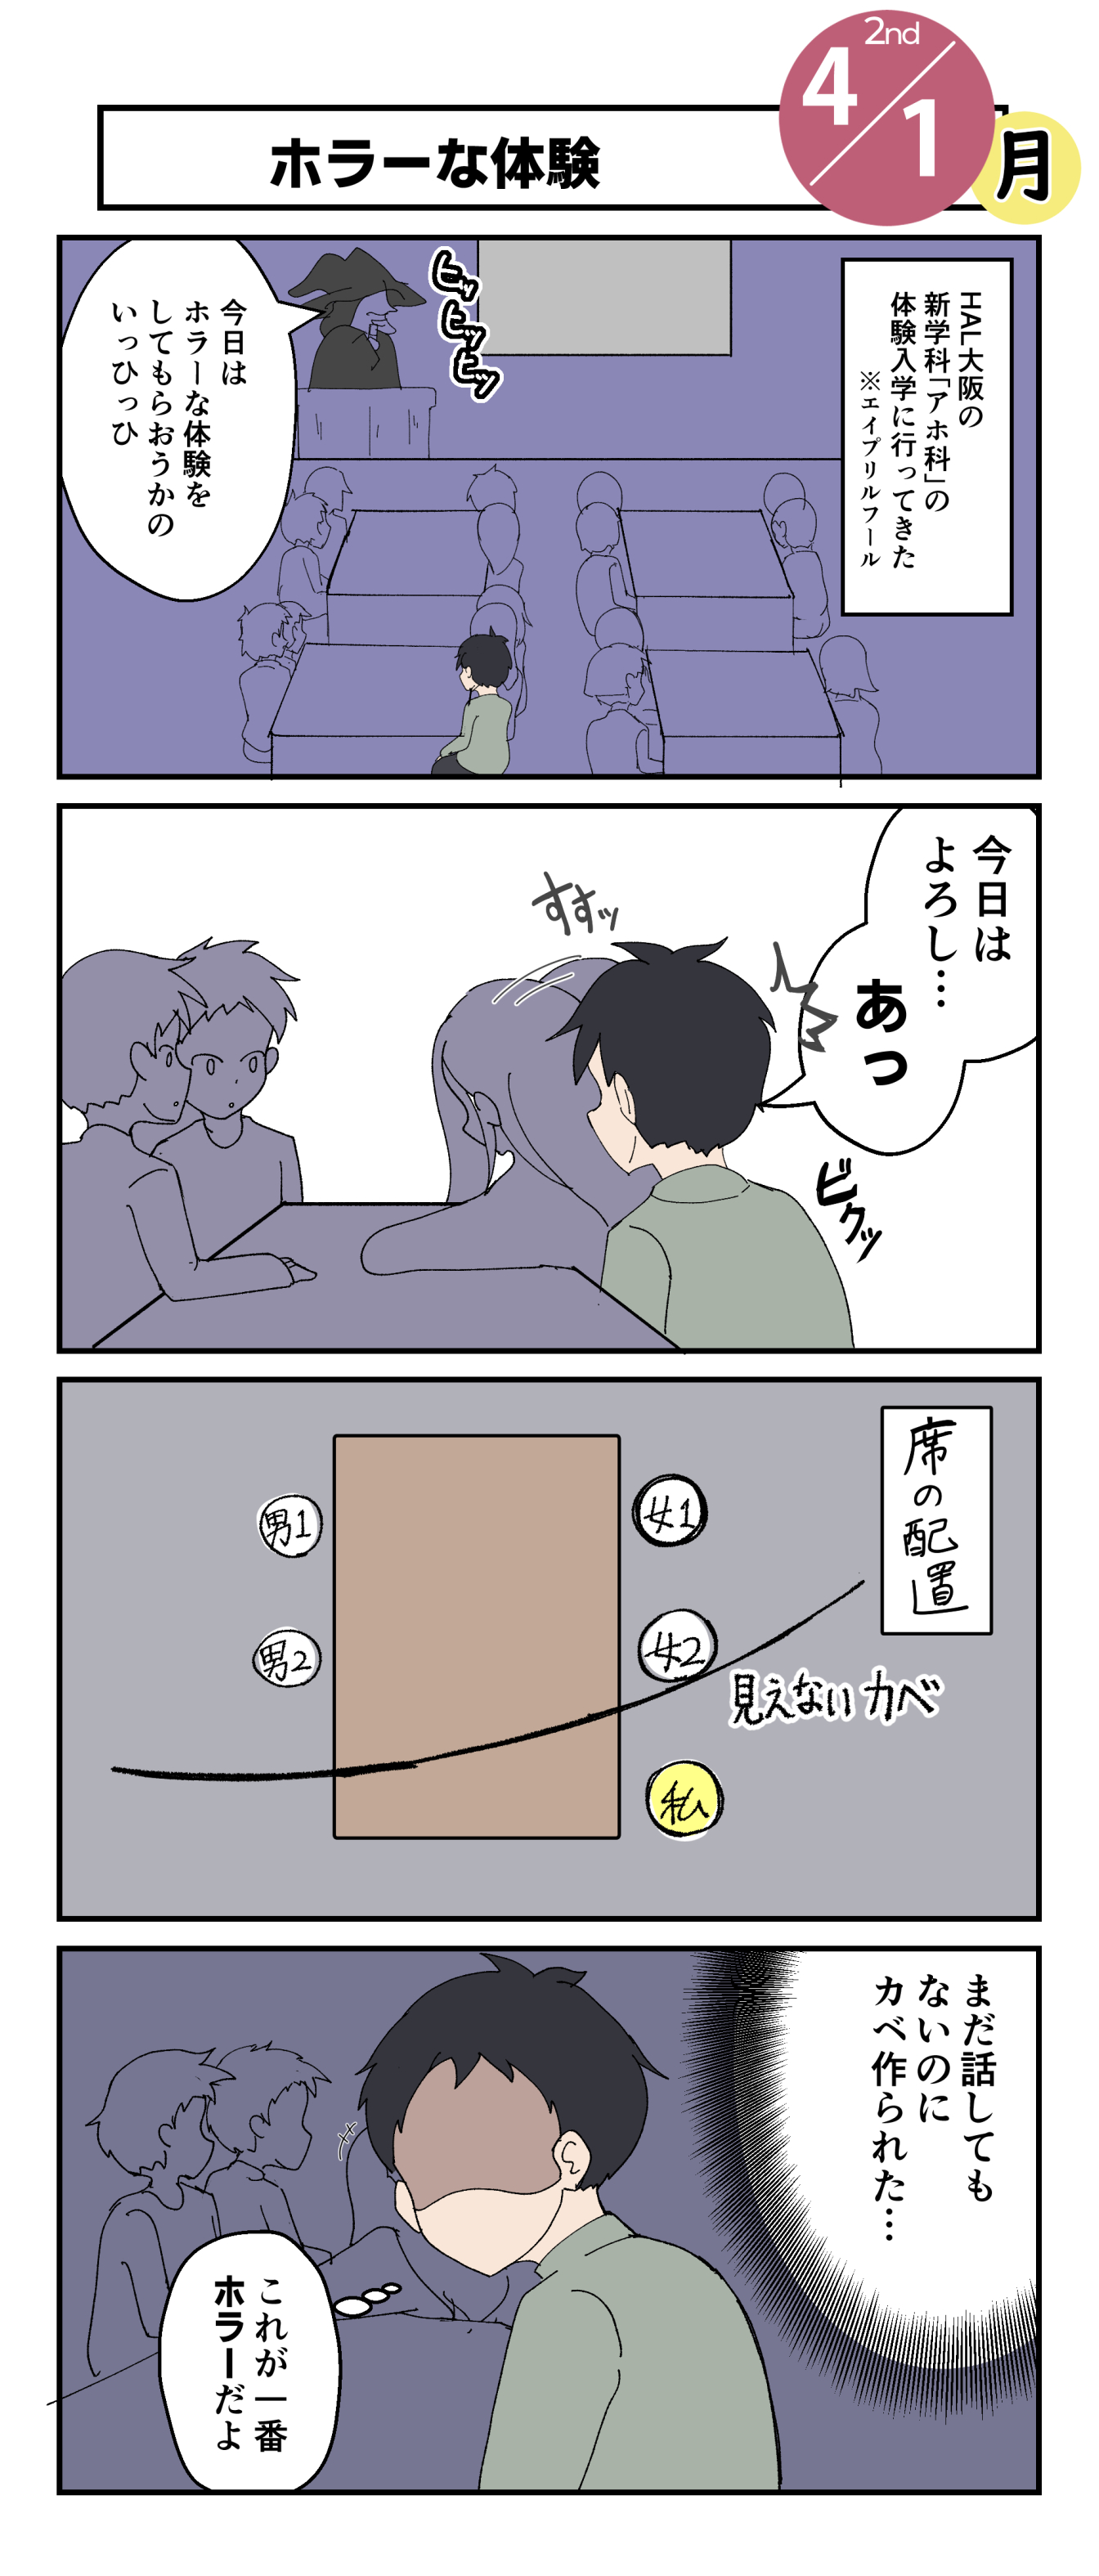 2nd
4/1
月
ホラーな体験
HAL大阪の
新学科「アホ科」の
体験入学に行ってきた
※エイプリルフール
ヒッ
ヒッ
ヒッ
今日は
ホラーな体験を
してもらおうかの
いっひひっひ
今日は
よろし…
あっ
すすッ
ビクッ
席の配置
男1
女1
男2
女2
見えないカベ
私
まだ話しても
ないのに
カベ作られた…
これが一番
ホラーだよ